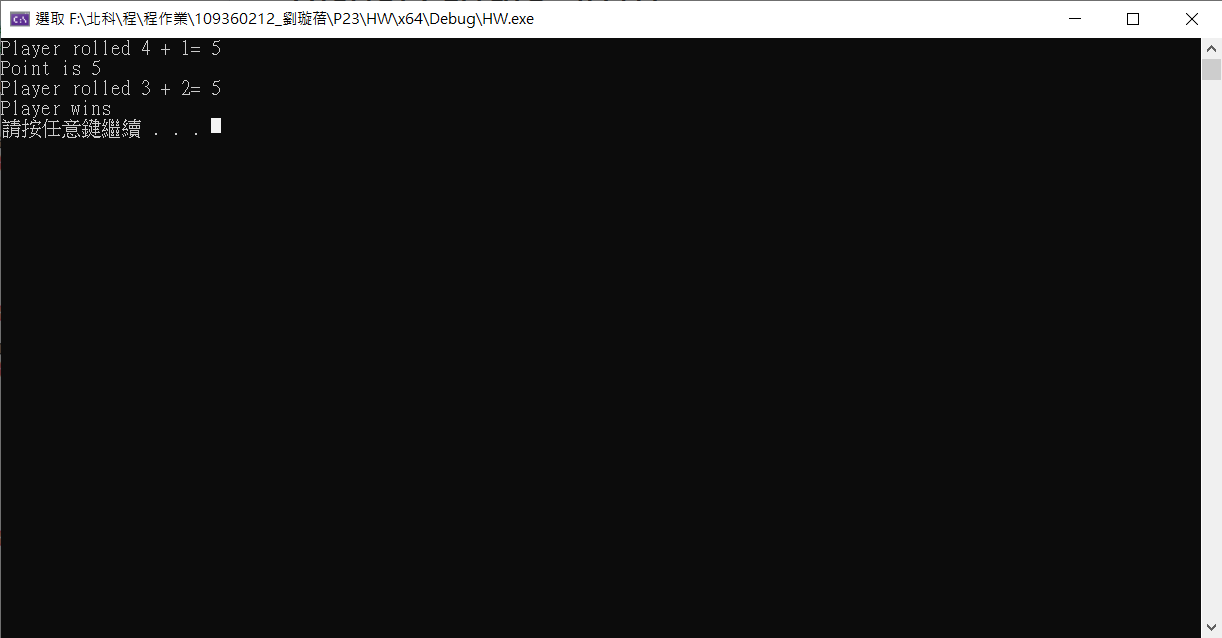 選取 F:\北科\程\程作業\109360212_劉璇蓓\P23\HW\x64\Debug\HW.exe
Player rolled 4 + 1= 5
Point is 5
Player rolled 3 + 2= 5
Player wins
請按任意鍵繼續 . . .